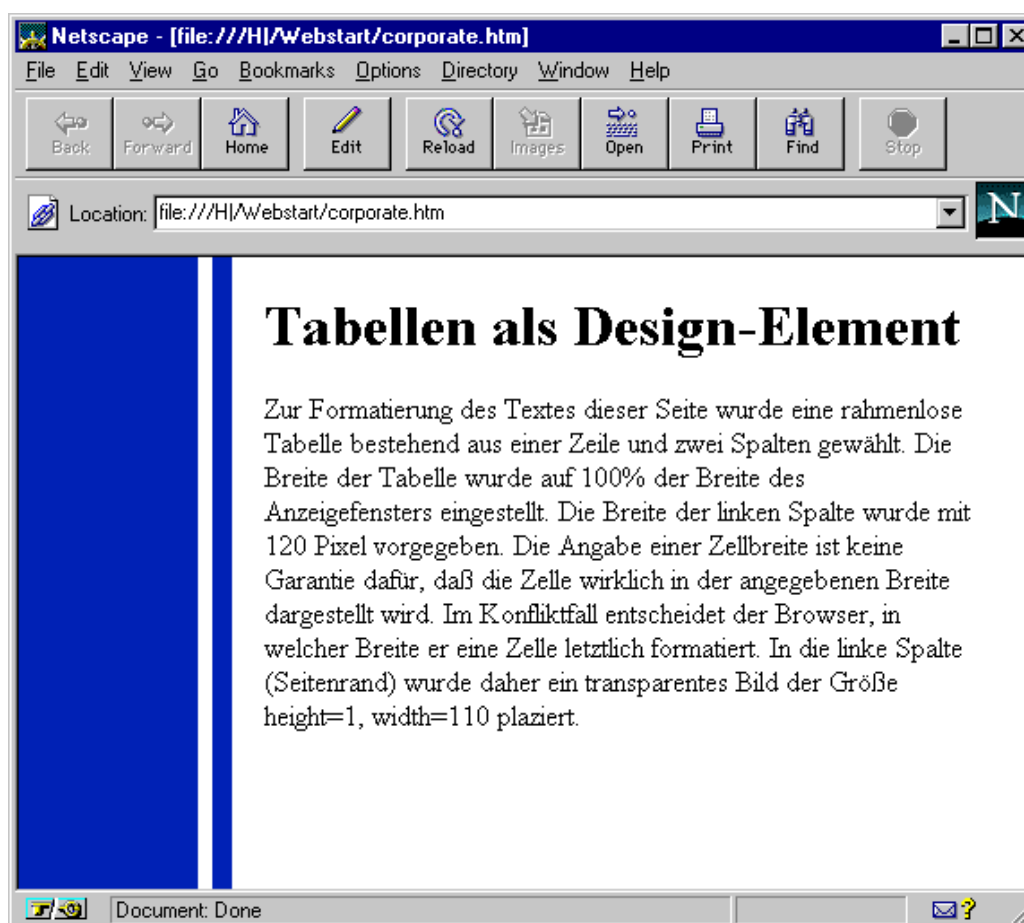 Netscape - [file:///H|/Webstart/corporate.htm]
File Edit View Go Bookmarks Options Directory Window Help
Back Forward Home Edit Reload Images Open Print Find Stop
Location: file:///H|/Webstart/corporate.htm
N
Tabellen als Design-Element
Zur Formatierung des Textes dieser Seite wurde eine rahmenlose
Tabelle bestehend aus einer Zeile und zwei Spalten gewählt. Die
Breite der Tabelle wurde auf 100% der Breite des
Anzeigefensters eingestellt. Die Breite der linken Spalte wurde mit
120 Pixel vorgegeben. Die Angabe einer Zellbreite ist keine
Garantie dafür, daß die Zelle wirklich in der angegebenen Breite
dargestellt wird. Im Konfliktfall entscheidet der Browser, in
welcher Breite er eine Zelle letztlich formatiert. In die linke Spalte
(Seitenrand) wurde daher ein transparentes Bild der Größe
height=1, width=110 plaziert.
Document: Done
?